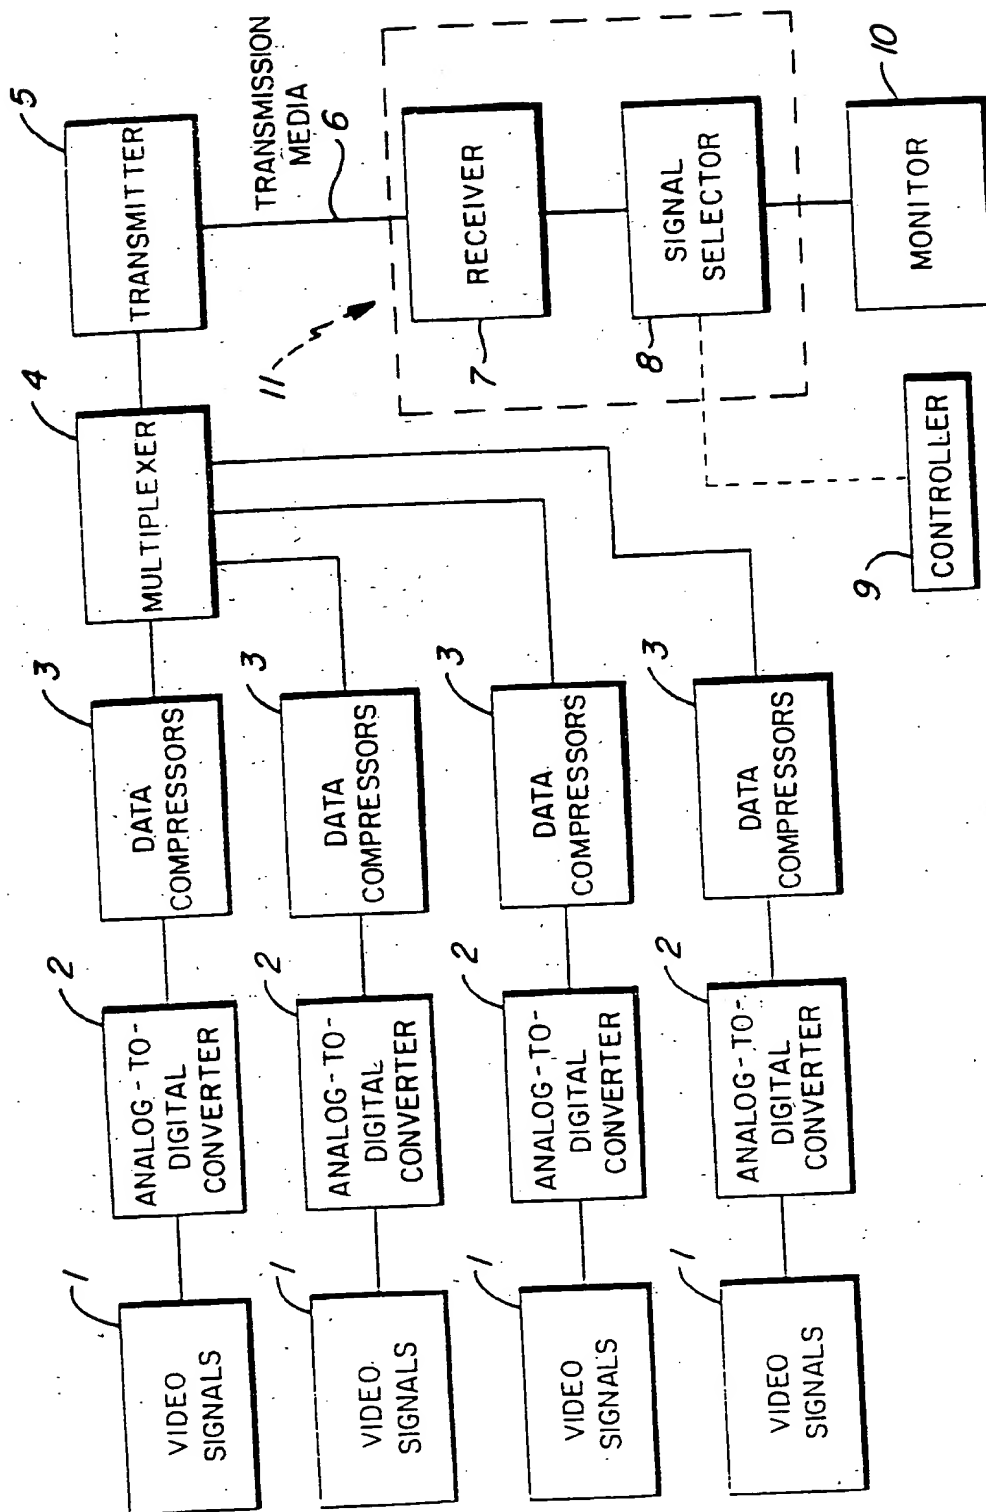 VIDEO
SIGNALS
1
ANALOG-TO-
DIGITAL
CONVERTER
2
DATA
COMPRESSORS
3
MULTIPLEXER
4
TRANSMITTER
5
VIDEO
SIGNALS
1
ANALOG-TO-
DIGITAL
CONVERTER
2
DATA
COMPRESSORS
3
TRANSMISSION
MEDIA
6
11
VIDEO
SIGNALS
1
ANALOG-TO-
DIGITAL
CONVERTER
2
DATA
COMPRESSORS
3
RECEIVER
7
VIDEO
SIGNALS
1
ANALOG-TO-
DIGITAL
CONVERTER
2
DATA
COMPRESSORS
3
SIGNAL
SELECTOR
8
CONTROLLER
9
MONITOR
10